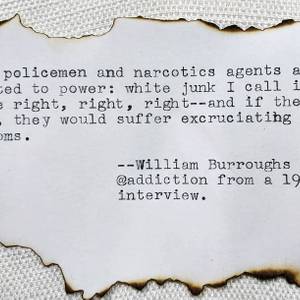 policemen and narcotics agents a
ted to power: white junk I call i
e right, right, right--and if the
, they would suffer excruciating
oms.
--William Burroughs
@addiction from a 19
interview.